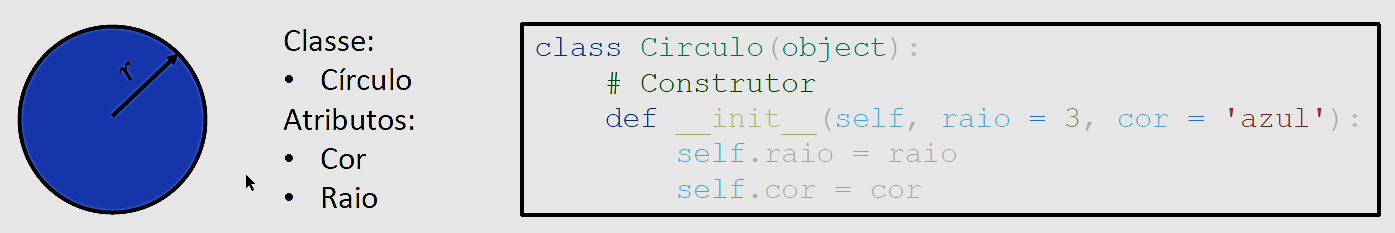 r
Classe:
• Círculo
Atributos:
• Cor
• Raio
class Circulo(object):
# Construtor
def __init__(self, raio = 3, cor = 'azul'):
self.raio = raio
self.cor = cor